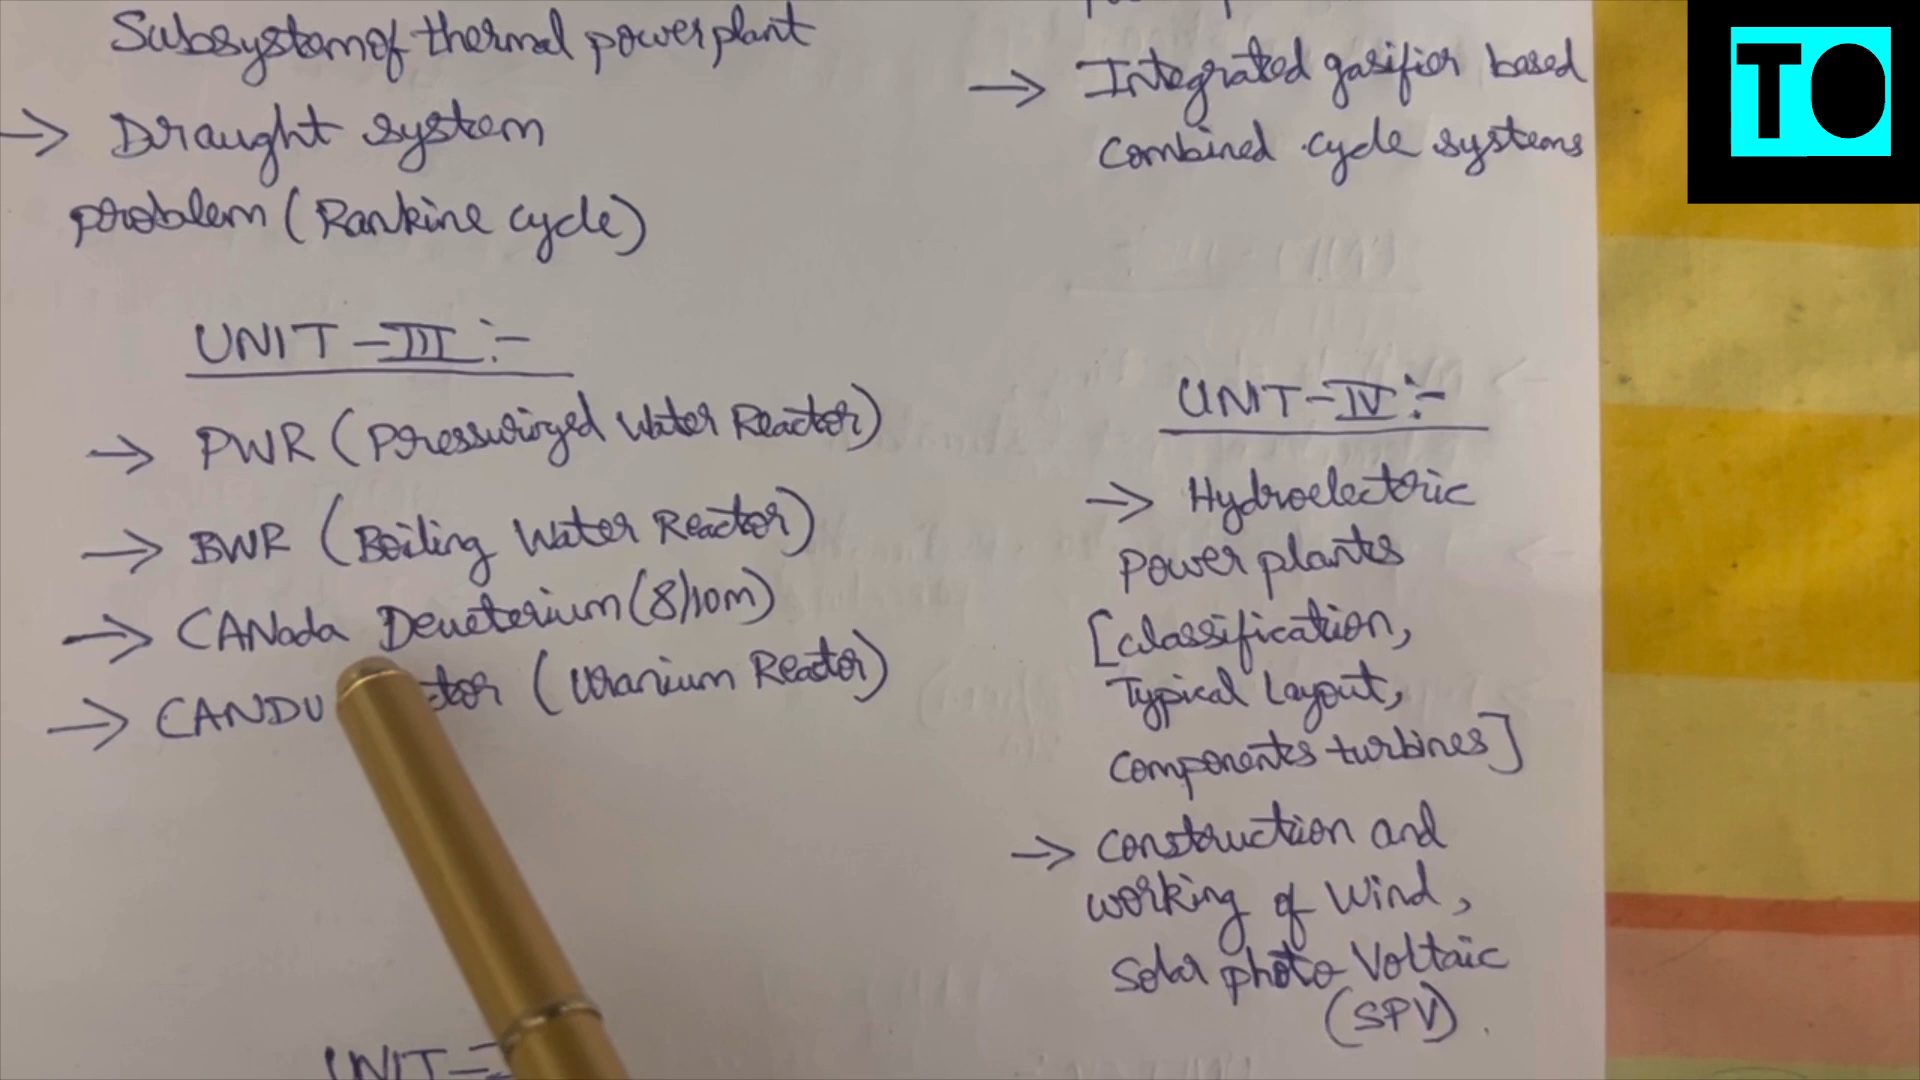 Subsystem of thermal power plant
→ Draught system
problem (Rankine cycle)
UNIT-III :-
→ PWR (Pressurized Water Reactor)
→ BWR (Boiling Water Reactor)
→ CANada Deueterium (8/10m)
→ CANDU (Uranium Reactor)
UNIT-
→ Integrated gasifier based
combined cycle systems
UNIT-IV :-
→ Hydroelectric
power plants
[classification,
Typical Layout,
components turbines]
→ construction and
working of Wind,
Solar photo Voltaic
(SPV).
TO